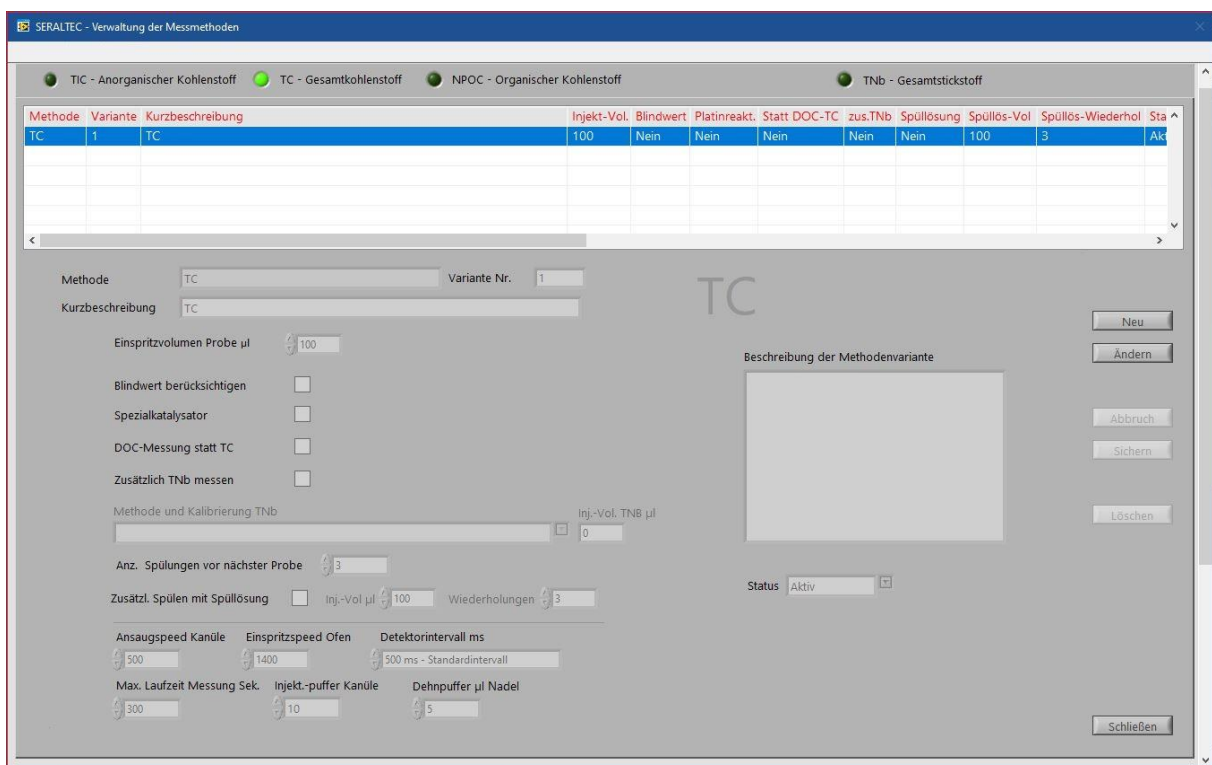 SERALTEC - Verwaltung der Messmethoden
TIC - Anorganischer Kohlenstoff TC - Gesamtkohlenstoff NPOC - Organischer Kohlenstoff TNb - Gesamtstickstoff
Methode Variante Kurzbeschreibung Injekt-Vol. Blindwert Platinreakt. Statt DOC-TC zus.TNb Spüllösung Spüllös-Vol Spüllös-Wiederhol Sta
TC 1 TC 100 Nein Nein Nein Nein Nein 100 3 Akt
Methode TC Variante Nr. 1
TC
Kurzbeschreibung TC
Neu
Einspritzvolumen Probe µl 100
Beschreibung der Methodenvariante Ändern
Blindwert berücksichtigen
Spezialkatalysator Abbruch
DOC-Messung statt TC Sichern
Zusätzlich TNb messen
Methode und Kalibrierung TNb Inj.-Vol. TNB µl Löschen
0
Anz. Spülungen vor nächster Probe 3
Status Aktiv
Zusätzl. Spülen mit Spüllösung Inj.-Vol µl 100 Wiederholungen 3
Ansaugspeed Kanüle Einspritzspeed Ofen Detektorintervall ms
500 1400 500 ms - Standardintervall
Max. Laufzeit Messung Sek. Injekt.-puffer Kanüle Dehnpuffer µl Nadel
300 10 5
Schließen